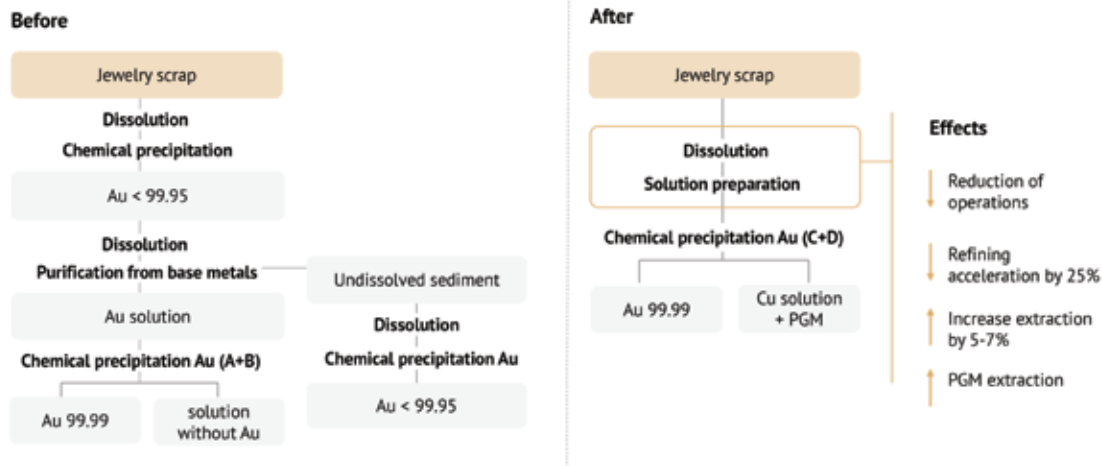 Before
Jewelry scrap
Dissolution
Chemical precipitation
Au < 99.95
Dissolution
Purification from base metals
Au solution
Chemical precipitation Au (A+B)
Au 99.99
solution
without Au
Undissolved sediment
Dissolution
Chemical precipitation Au
Au < 99.95
After
Jewelry scrap
Dissolution
Solution preparation
Chemical precipitation Au (C+D)
Au 99.99
Cu solution
+ PGM
Effects
Reduction of
operations
Refining
acceleration by 25%
Increase extraction
by 5-7%
PGM extraction